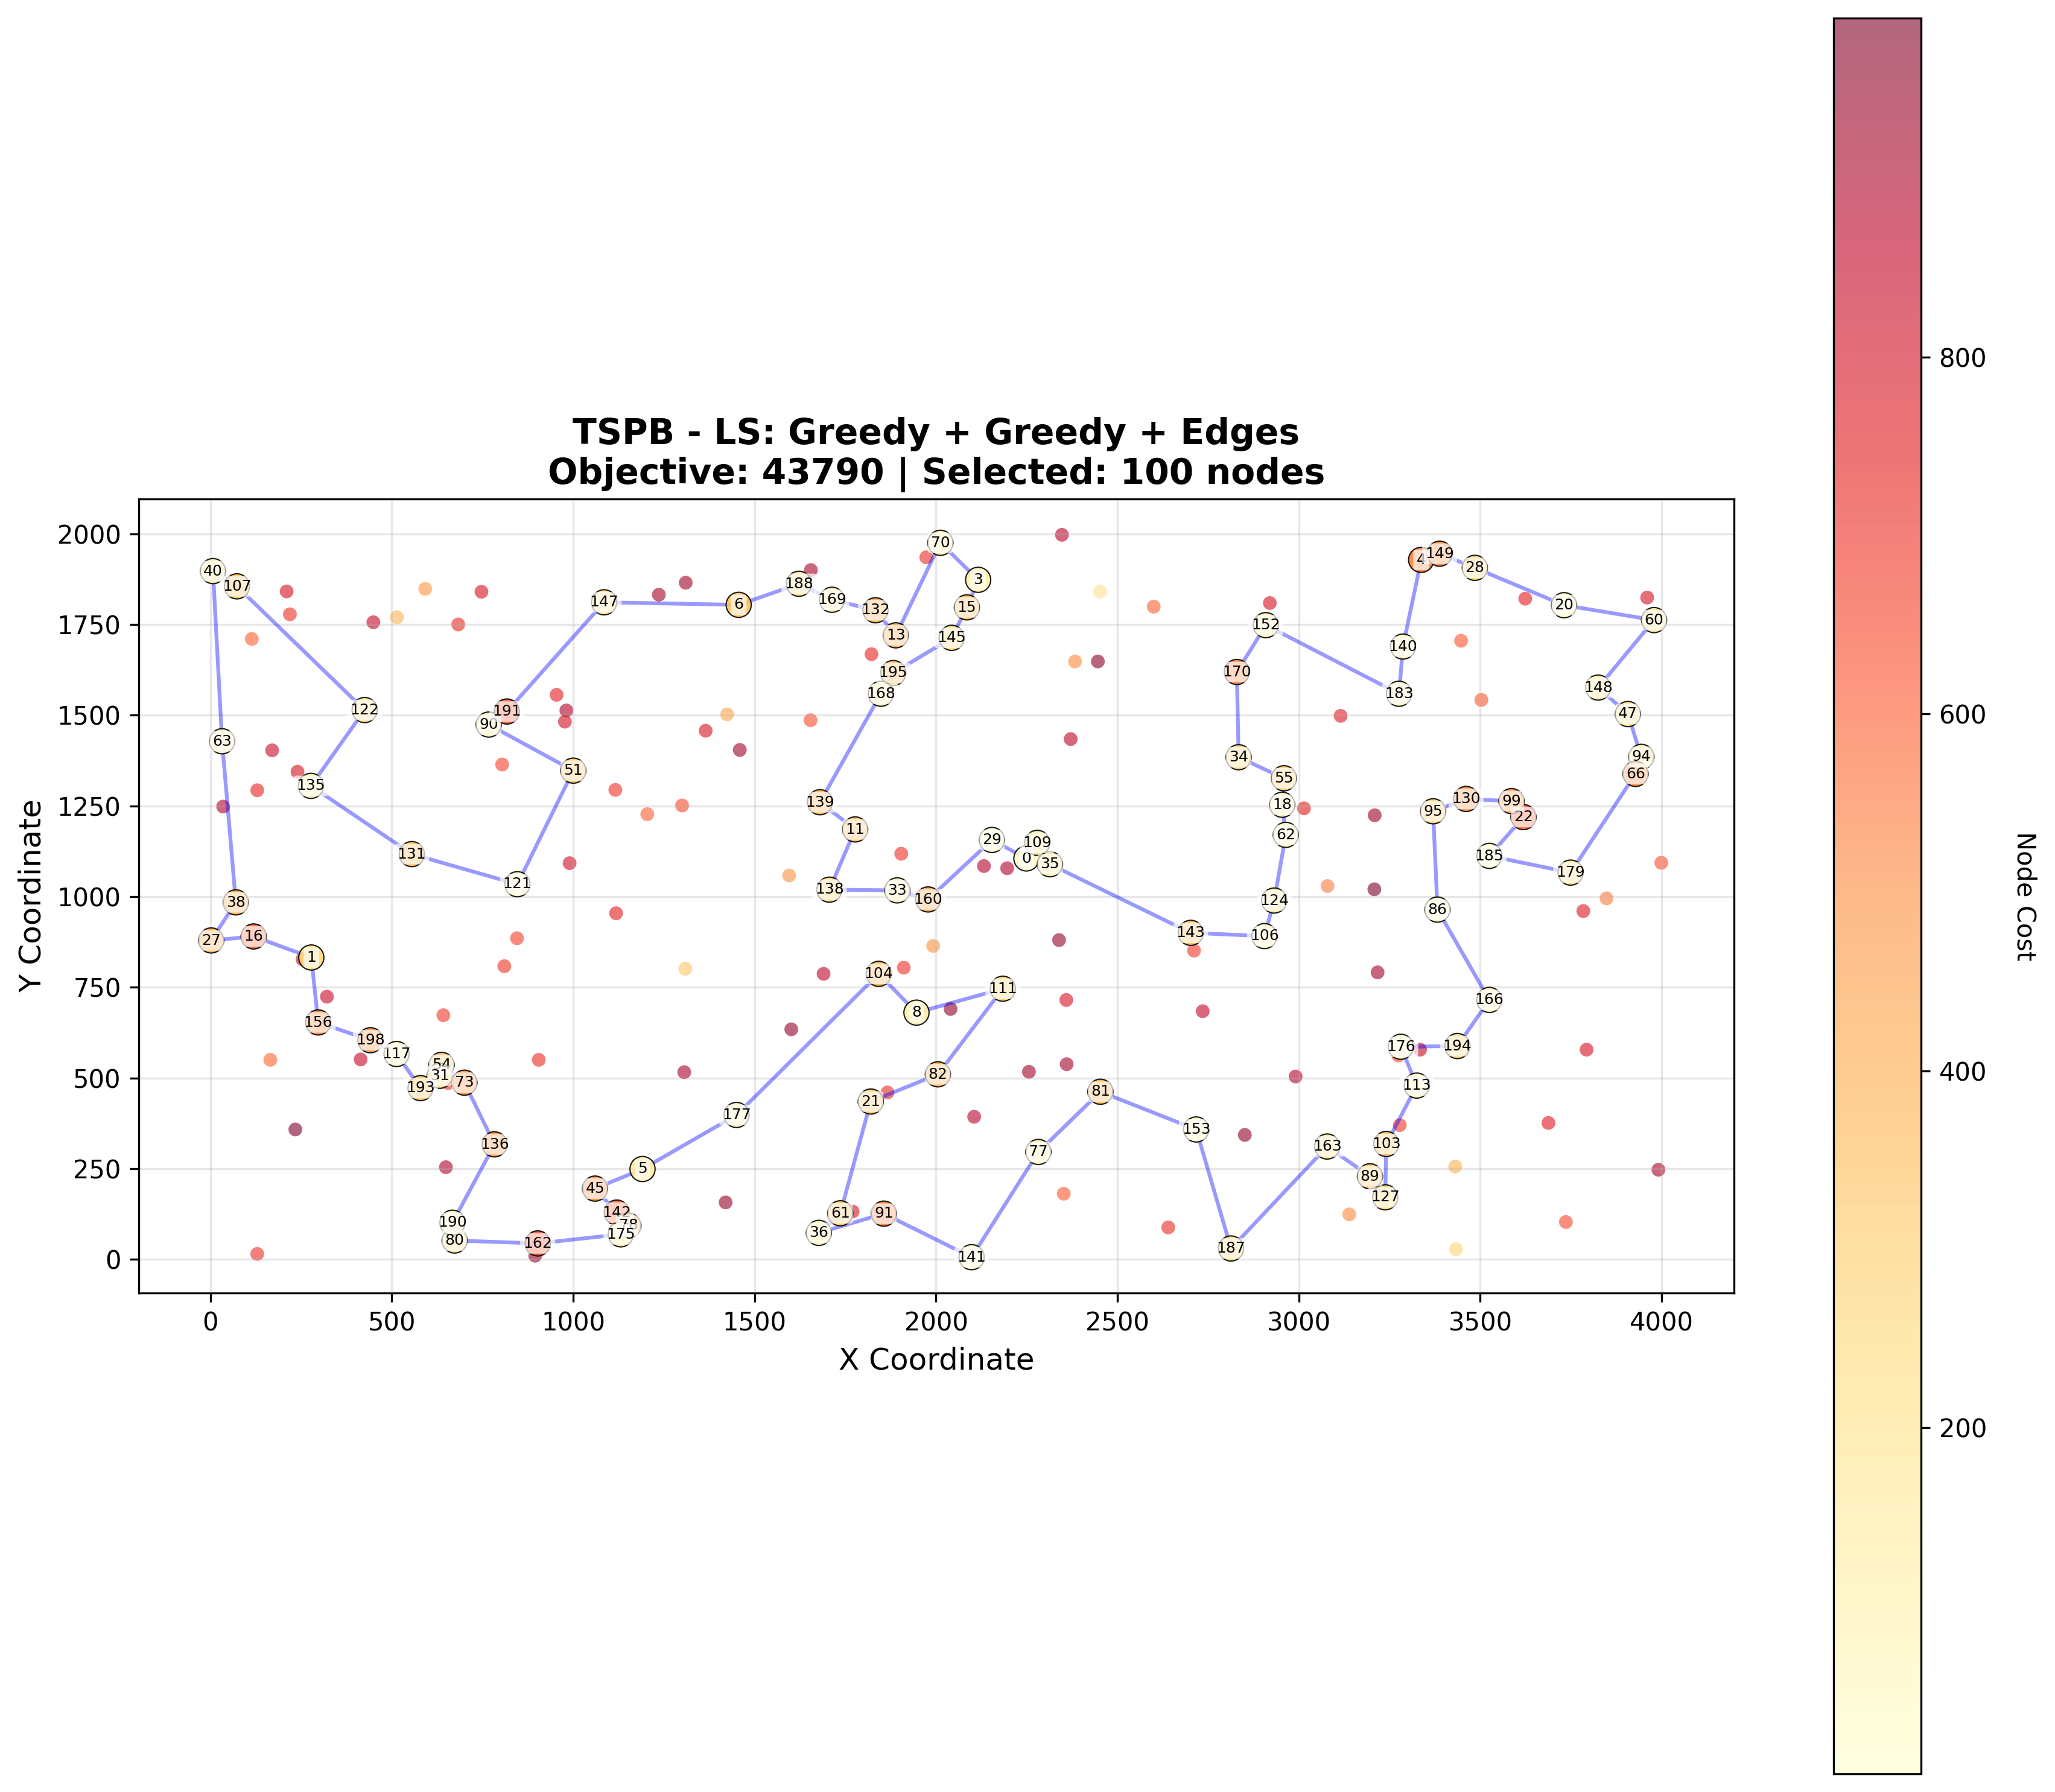 TSPB - LS: Greedy + Greedy + Edges
Objective: 43790 | Selected: 100 nodes
Y Coordinate
2000
1750
1500
1250
1000
750
500
250
0
0 500 1000 1500 2000 2500 3000 3500 4000
X Coordinate
800
600
400
200
Node Cost
70
40 107 3 4 149 28
147 6 188 169 132 15 20 60
13 145 152 140
195 170
122 191 90 168 183 148 47
63 51 34 94
135 139 55 66
11 18 95 130 99 22
131 29 109 62
121 138 33 0 35 185 179
38 160 124 86
27 16 143 106
1 104
8 111 166
156 198
117 54 176 194
193 31 73 82 113
177 21 81
136 77 153 163 103
5
45 89 127
190 142 78 61 91
80 162 175 36 141 187